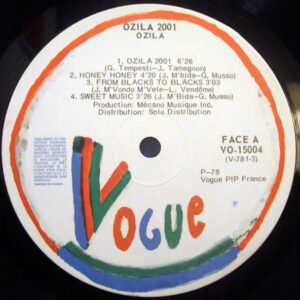 OZILA 2001
OZILA
1. OZILA 2001 6'26
(G. Tempesti-J. Tamegnon)
2. HONEY HONEY 4'20 (J. M'bida-G. Musso)
3. FROM BLACKS TO BLACKS 3'03
(J. M'Vondo M'Vele-L. Vendôme)
4. SWEET MUSIC 3'26 (J. M'Bida-G. Musso)
Production: Mécano Musique Inc.
Distribution: Solo Distribution
FACE A
VO-15004
(V-781-3)
P-78
Vogue PIP France
VOGUE